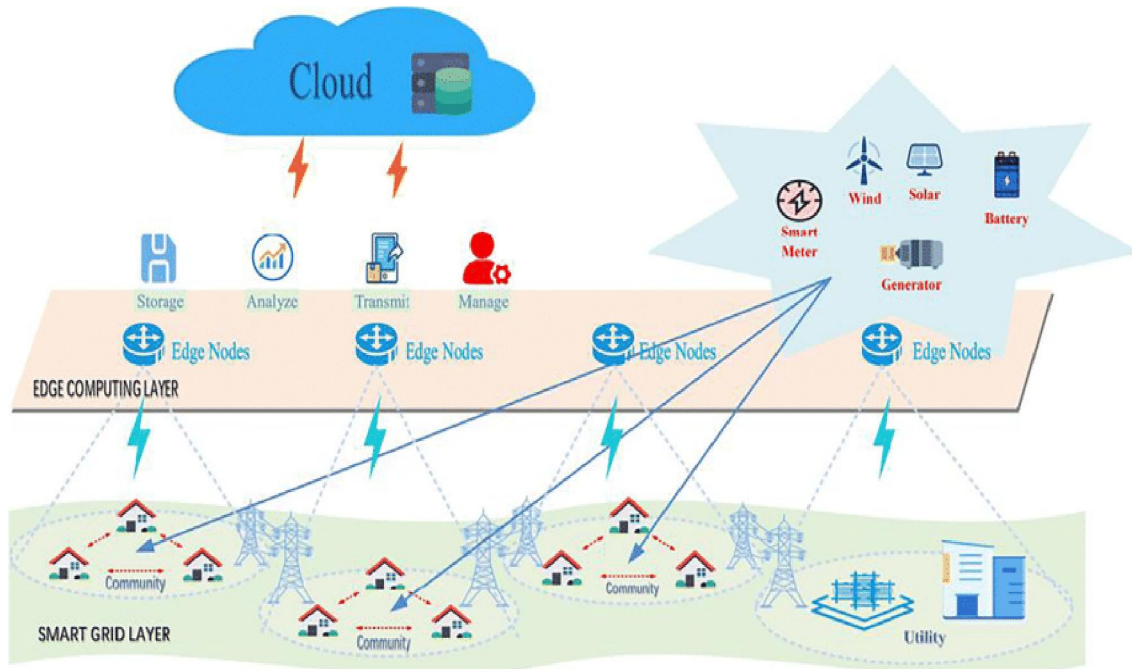 Cloud
Wind
Solar
Battery
Smart
Meter
Generator
Storage
Analyze
Transmit
Manage
Edge Nodes
Edge Nodes
Edge Nodes
Edge Nodes
EDGE COMPUTING LAYER
Community
Community
Community
SMART GRID LAYER
Utility